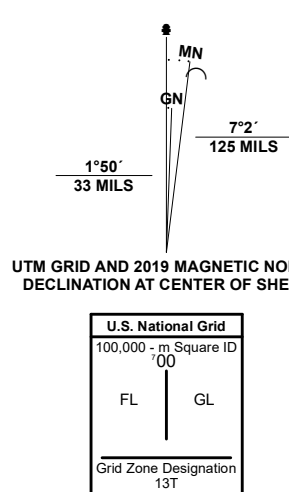 MN
GN
7°2´
125 MILS
1°50´
33 MILS
UTM GRID AND 2019 MAGNETIC NO
DECLINATION AT CENTER OF SHE
U.S. National Grid
100,000 - m Square ID
700
FL GL
Grid Zone Designation
13T